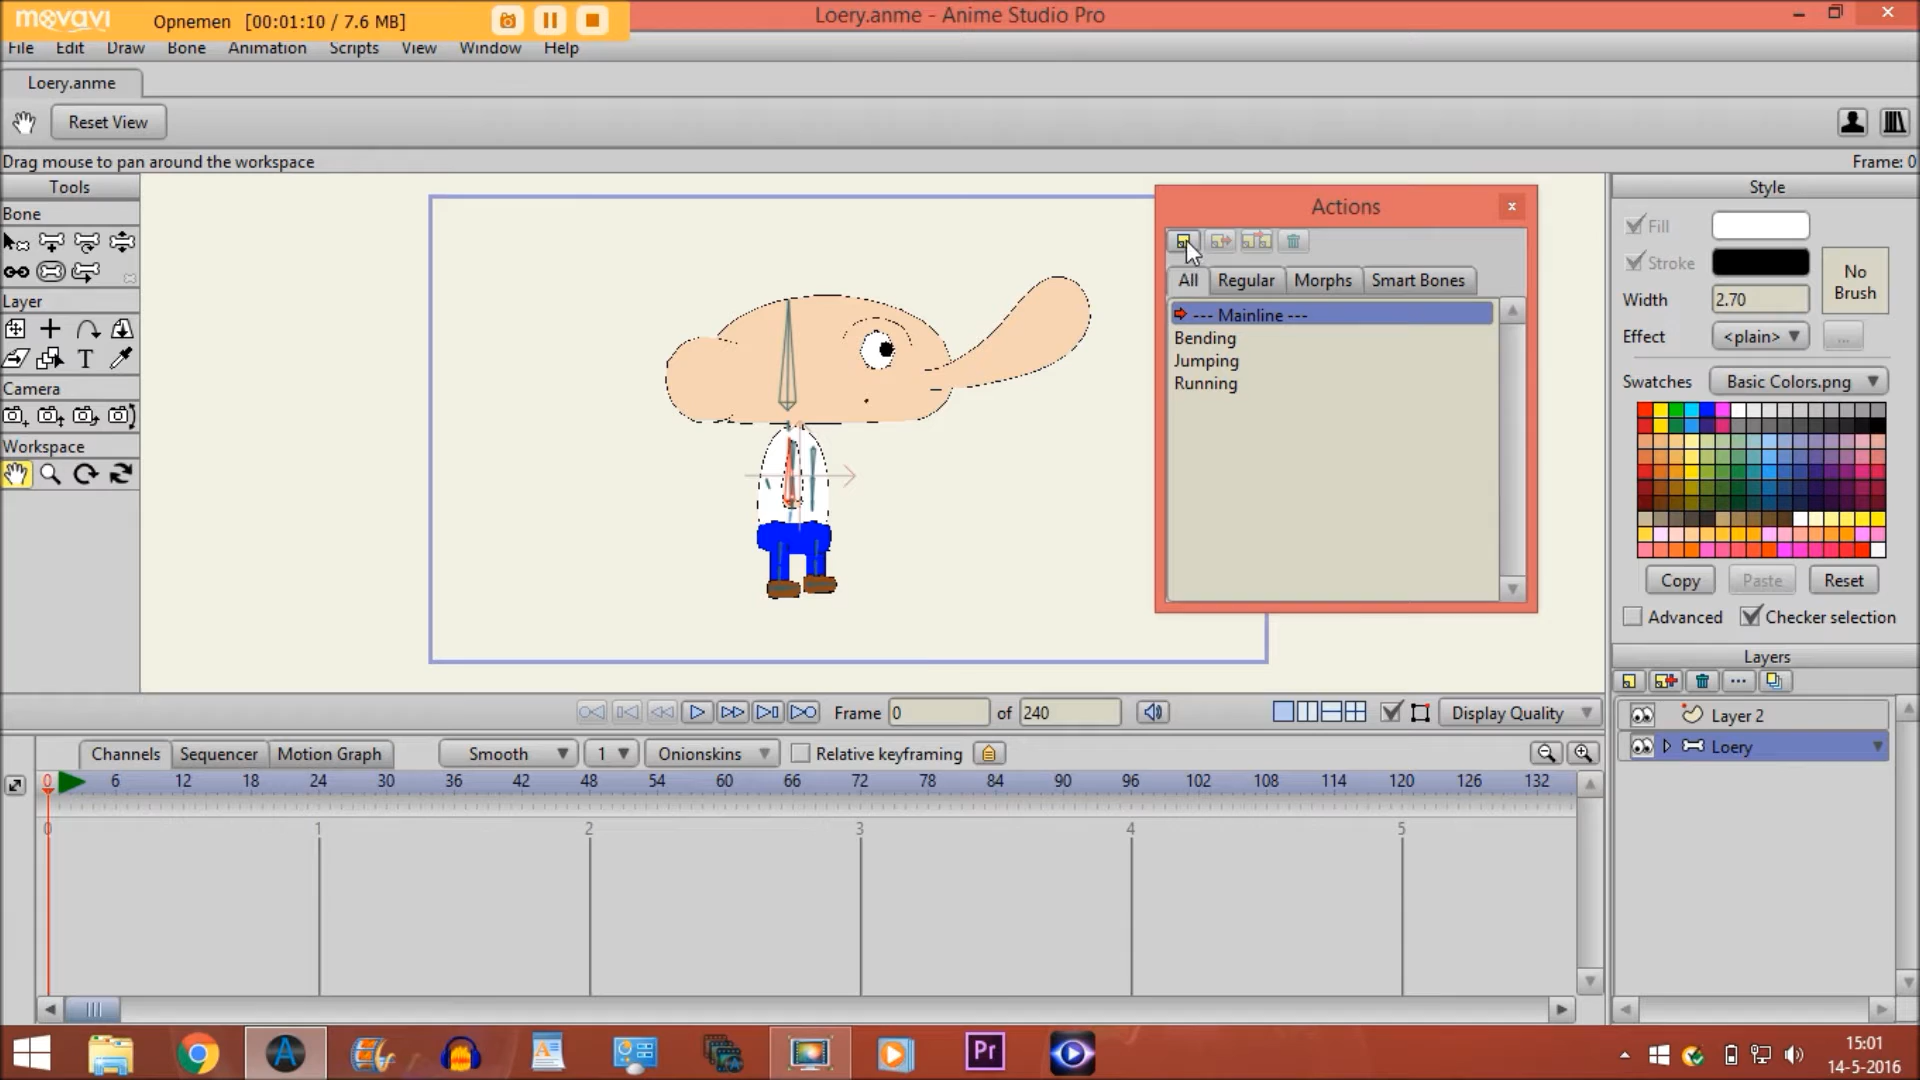 movavi Opnemen [00:01:10 / 7.6 MB]
Loery.anme - Anime Studio Pro
File Edit Draw Bone Animation Scripts View Window Help
Loery.anme
Reset View
Drag mouse to pan around the workspace
Frame: 0
Tools
Bone
Layer
T
Camera
Workspace
Actions
All Regular Morphs Smart Bones
--- Mainline ---
Bending
Jumping
Running
Style
Fill
Stroke
No
Brush
Width 2.70
Effect <plain> ...
Swatches Basic Colors.png
Copy Paste Reset
Advanced Checker selection
Layers
Layer 2
Loery
Frame 0 of 240
Display Quality
Channels Sequencer Motion Graph Smooth 1 Onionskins Relative keyframing
0 6 12 18 24 30 36 42 48 54 60 66 72 78 84 90 96 102 108 114 120 126 132
0 1 2 3 4 5
Pr
15:01
14-5-2016